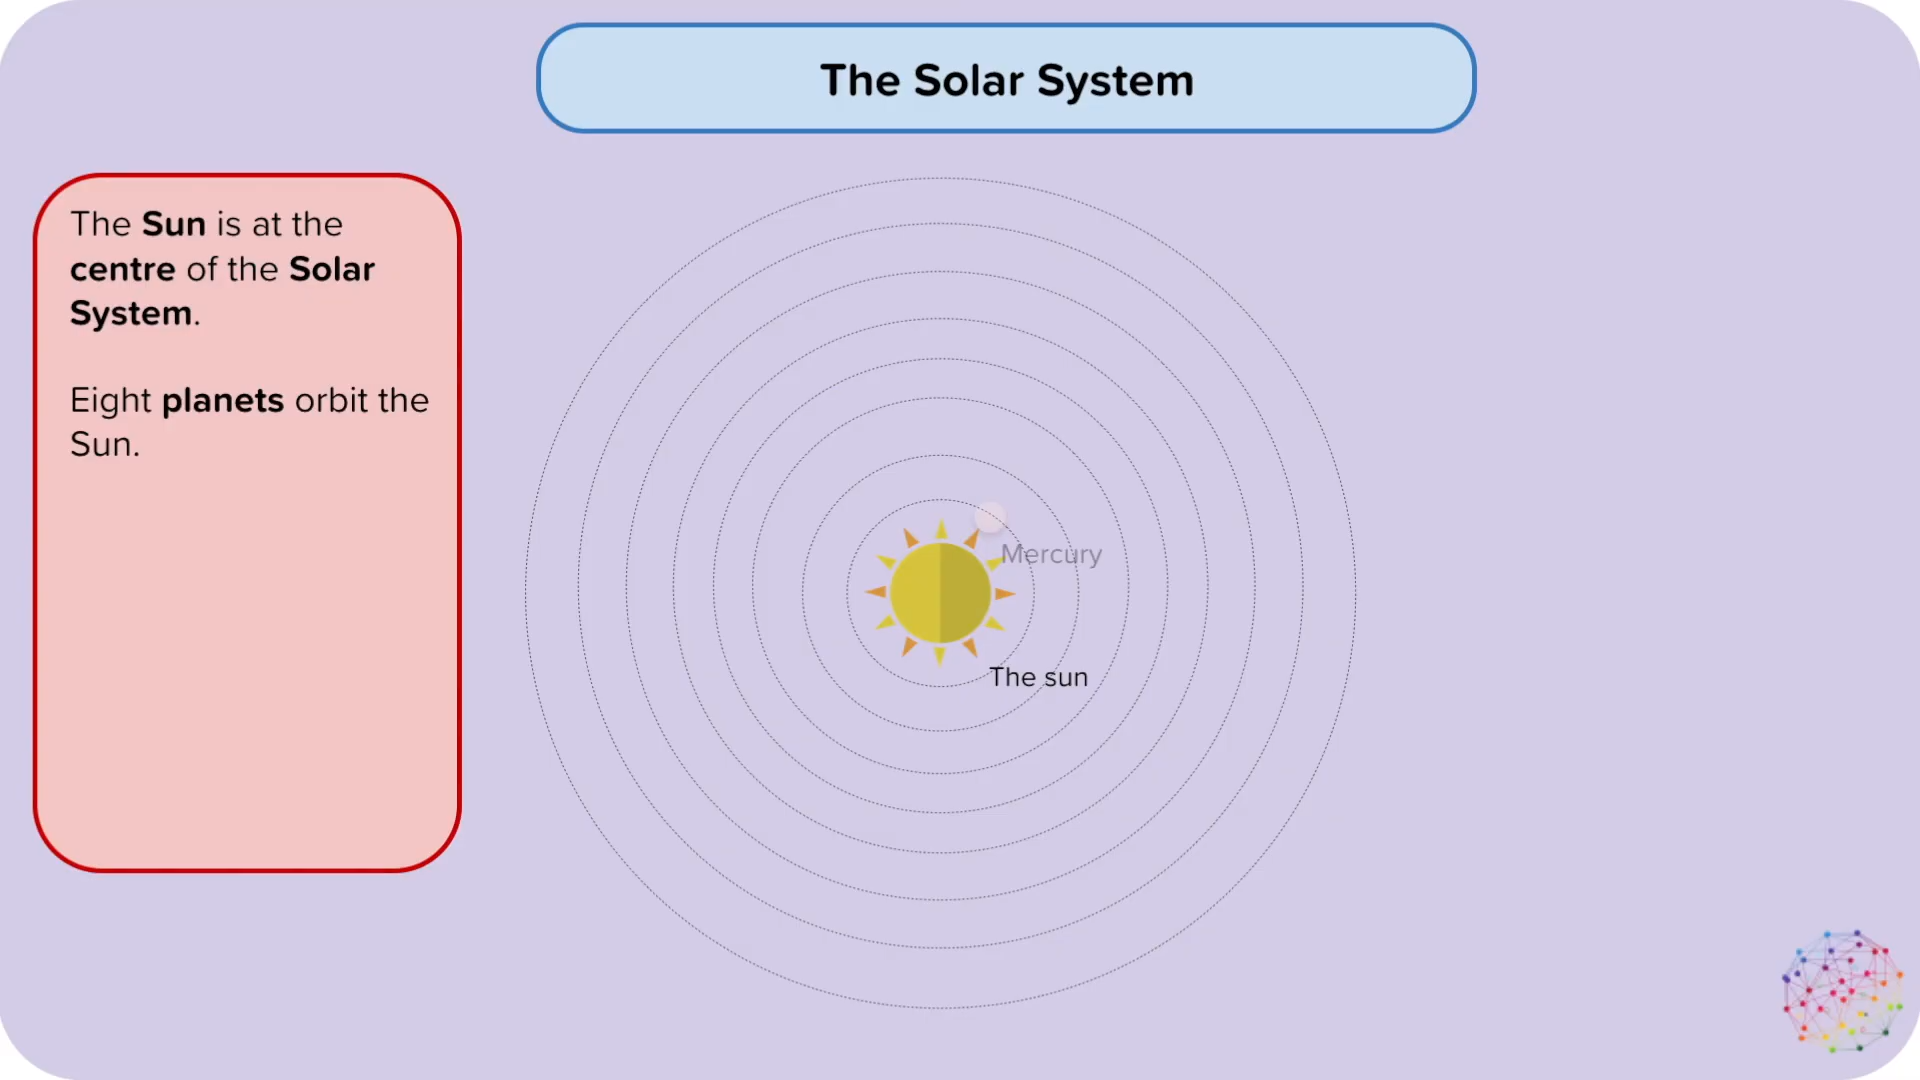 The Solar System
The Sun is at the
centre of the Solar
System.
Eight planets orbit the
Sun.
Mercury
The sun